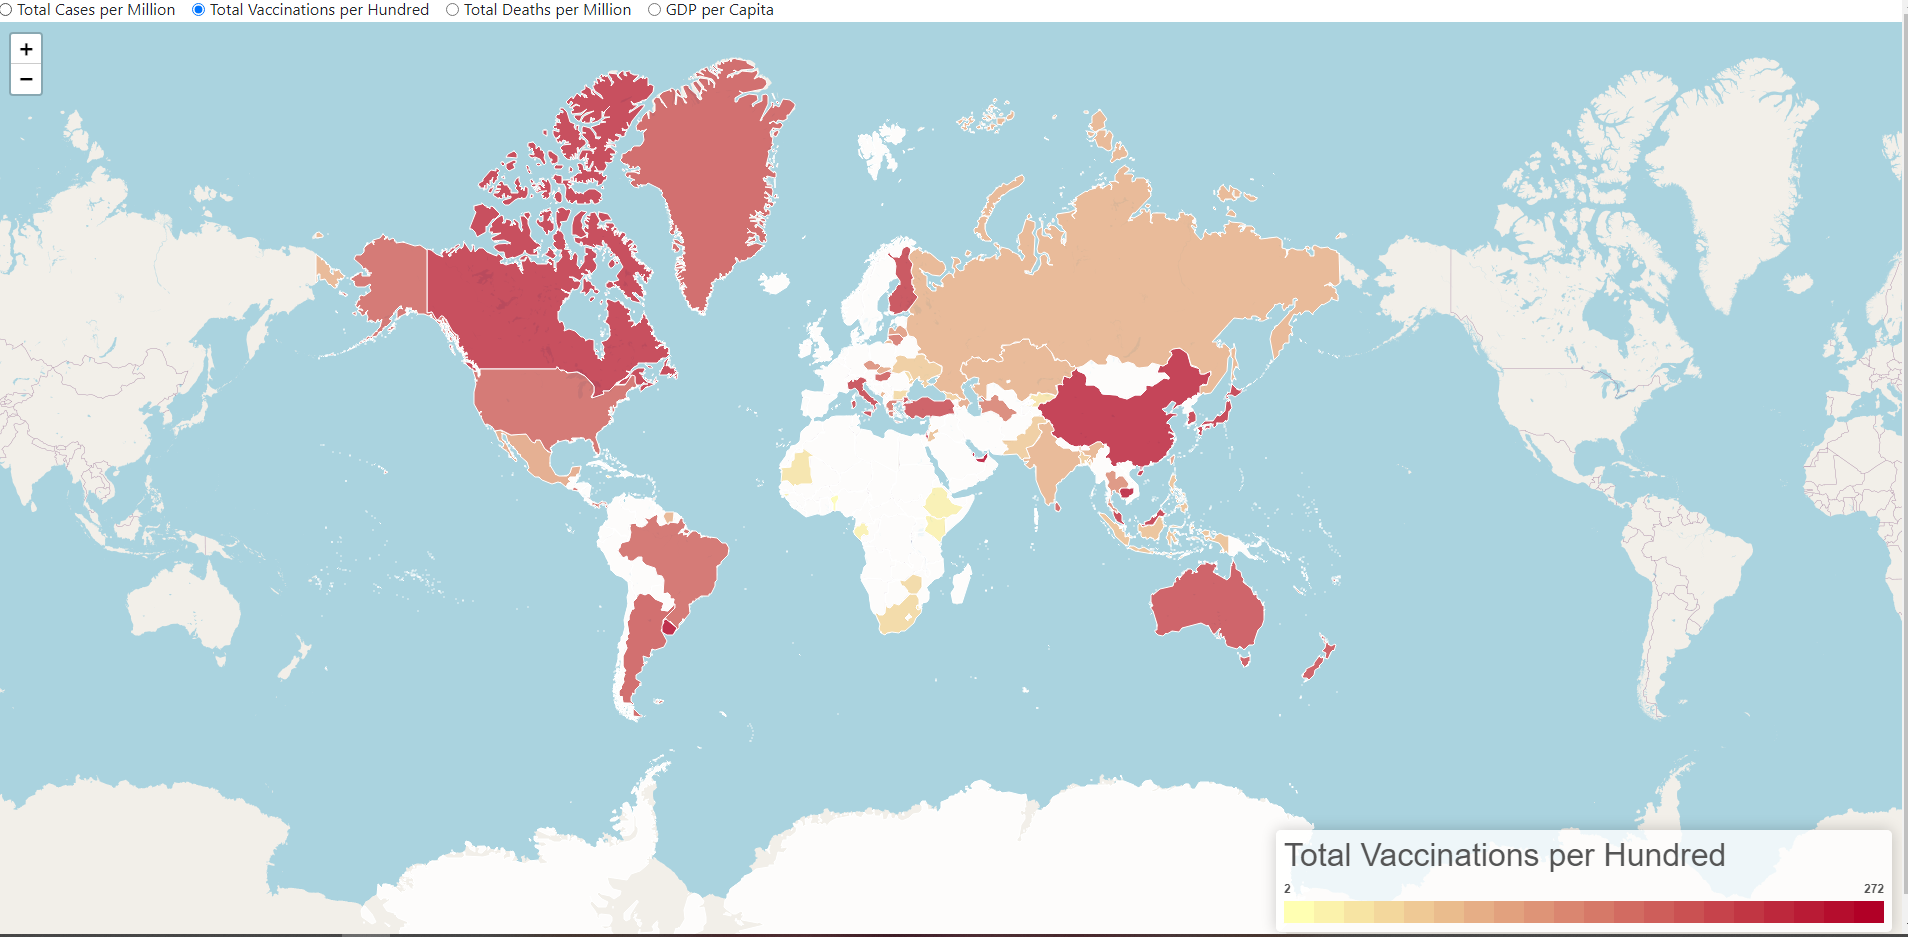 Total Cases per Million Total Vaccinations per Hundred Total Deaths per Million GDP per Capita
+
−
Total Vaccinations per Hundred
2 272